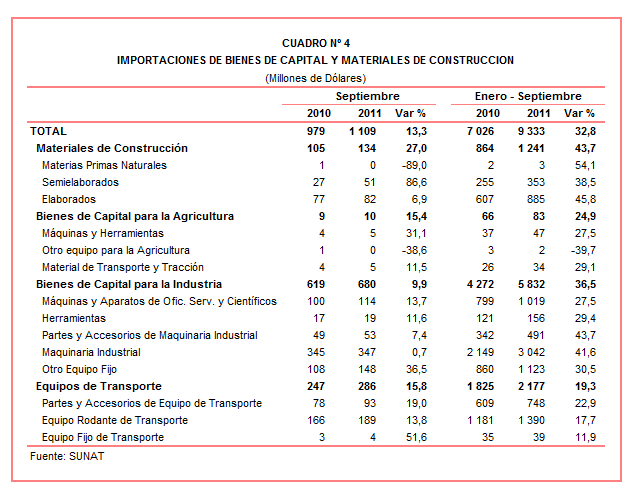 CUADRO Nº 4
IMPORTACIONES DE BIENES DE CAPITAL Y MATERIALES DE CONSTRUCCION
(Millones de Dólares)
Septiembre Enero - Septiembre
2010 2011 Var % 2010 2011 Var %
TOTAL 979 1 109 13,3 7 026 9 333 32,8
Materiales de Construcción 105 134 27,0 864 1 241 43,7
Materias Primas Naturales 1 0 -89,0 2 3 54,1
Semielaborados 27 51 86,6 255 353 38,5
Elaborados 77 82 6,9 607 885 45,8
Bienes de Capital para la Agricultura 9 10 15,4 66 83 24,9
Máquinas y Herramientas 4 5 31,1 37 47 27,5
Otro equipo para la Agricultura 1 0 -38,6 3 2 -39,7
Material de Transporte y Tracción 4 5 11,5 26 34 29,1
Bienes de Capital para la Industria 619 680 9,9 4 272 5 832 36,5
Máquinas y Aparatos de Ofic. Serv. y Científicos 100 114 13,7 799 1 019 27,5
Herramientas 17 19 11,6 121 156 29,4
Partes y Accesorios de Maquinaria Industrial 49 53 7,4 342 491 43,7
Maquinaria Industrial 345 347 0,7 2 149 3 042 41,6
Otro Equipo Fijo 108 148 36,5 860 1 123 30,5
Equipos de Transporte 247 286 15,8 1 825 2 177 19,3
Partes y Accesorios de Equipo de Transporte 78 93 19,0 609 748 22,9
Equipo Rodante de Transporte 166 189 13,8 1 181 1 390 17,7
Equipo Fijo de Transporte 3 4 51,6 35 39 11,9
Fuente: SUNAT